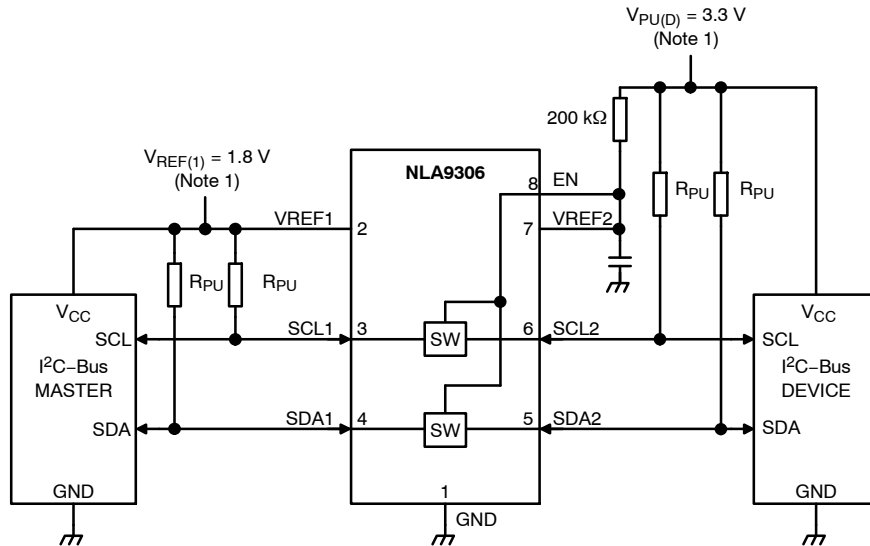 V_PU(D) = 3.3 V
(Note 1)
200 kΩ
V_REF(1) = 1.8 V
(Note 1)
NLA9306
8 EN
R_PU R_PU
VREF1 2
7 VREF2
R_PU R_PU
V_CC
V_CC
SCL SCL1 3 SW 6 SCL2 SCL
I²C–Bus
MASTER
I²C–Bus
DEVICE
SDA SDA1 4 SW 5 SDA2 SDA
GND
1
GND
GND